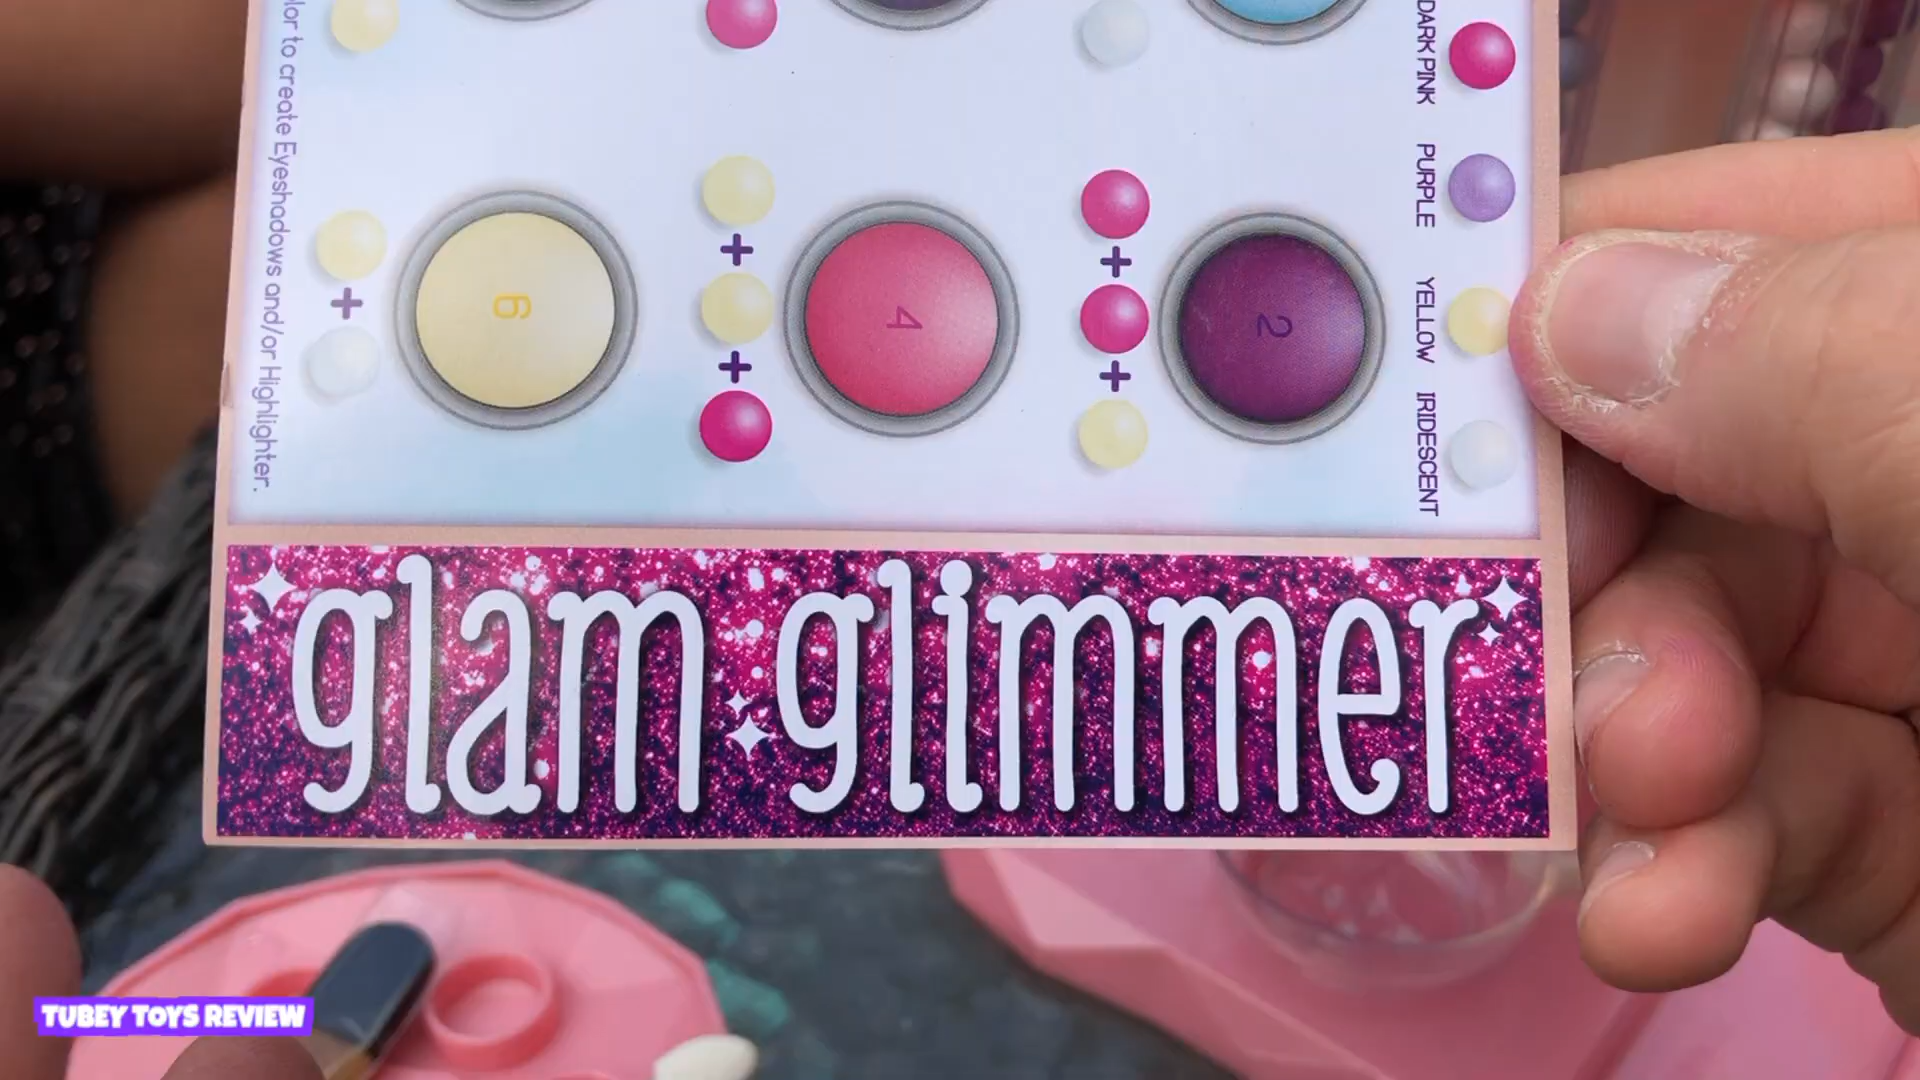 DARK PINK
PURPLE
YELLOW
IRIDESCENT
to create Eyeshadows and/or Highlighter.
+
6
+
+
4
+
+
2
glam glimmer
TUBEY TOYS REVIEW